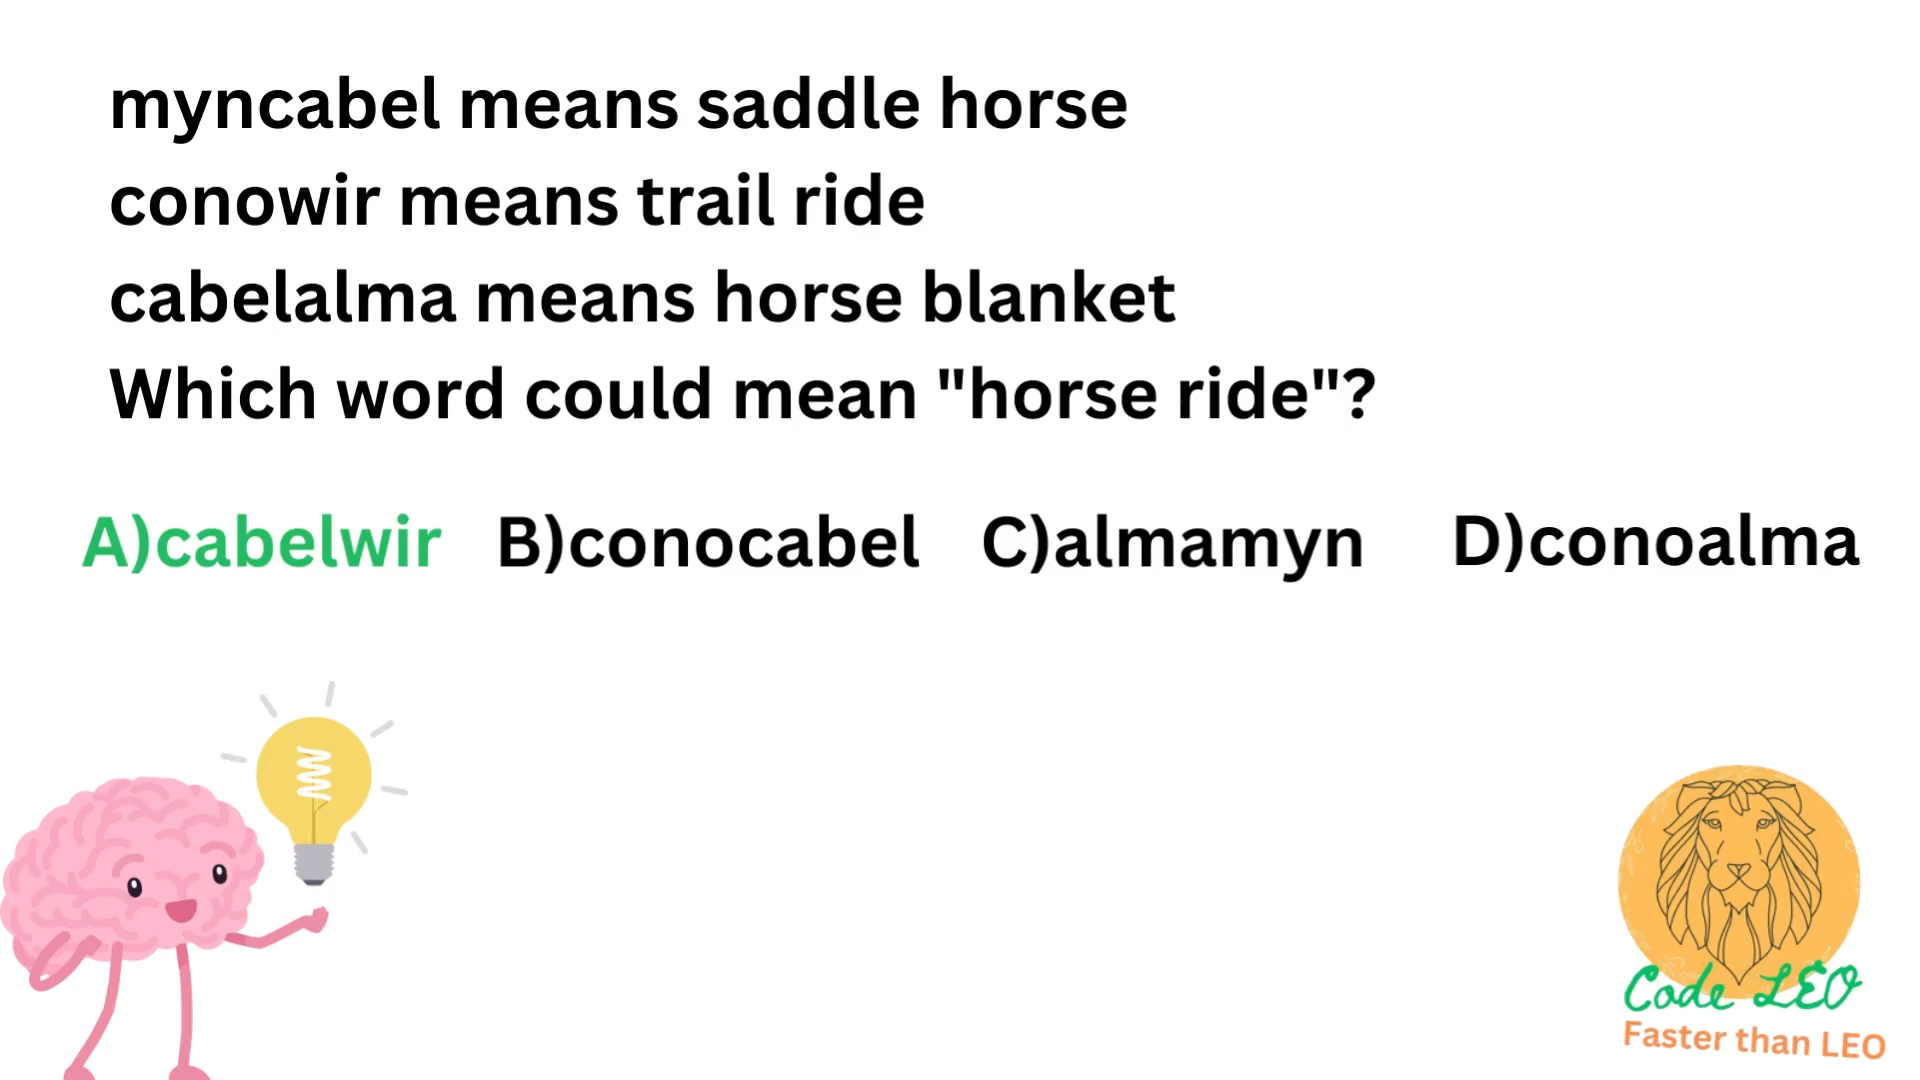 myncabel means saddle horse
conowir means trail ride
cabelalma means horse blanket
Which word could mean "horse ride"?
A)cabelwir B)conocabel C)almamyn D)conoalma
Code LEO
Faster than LEO